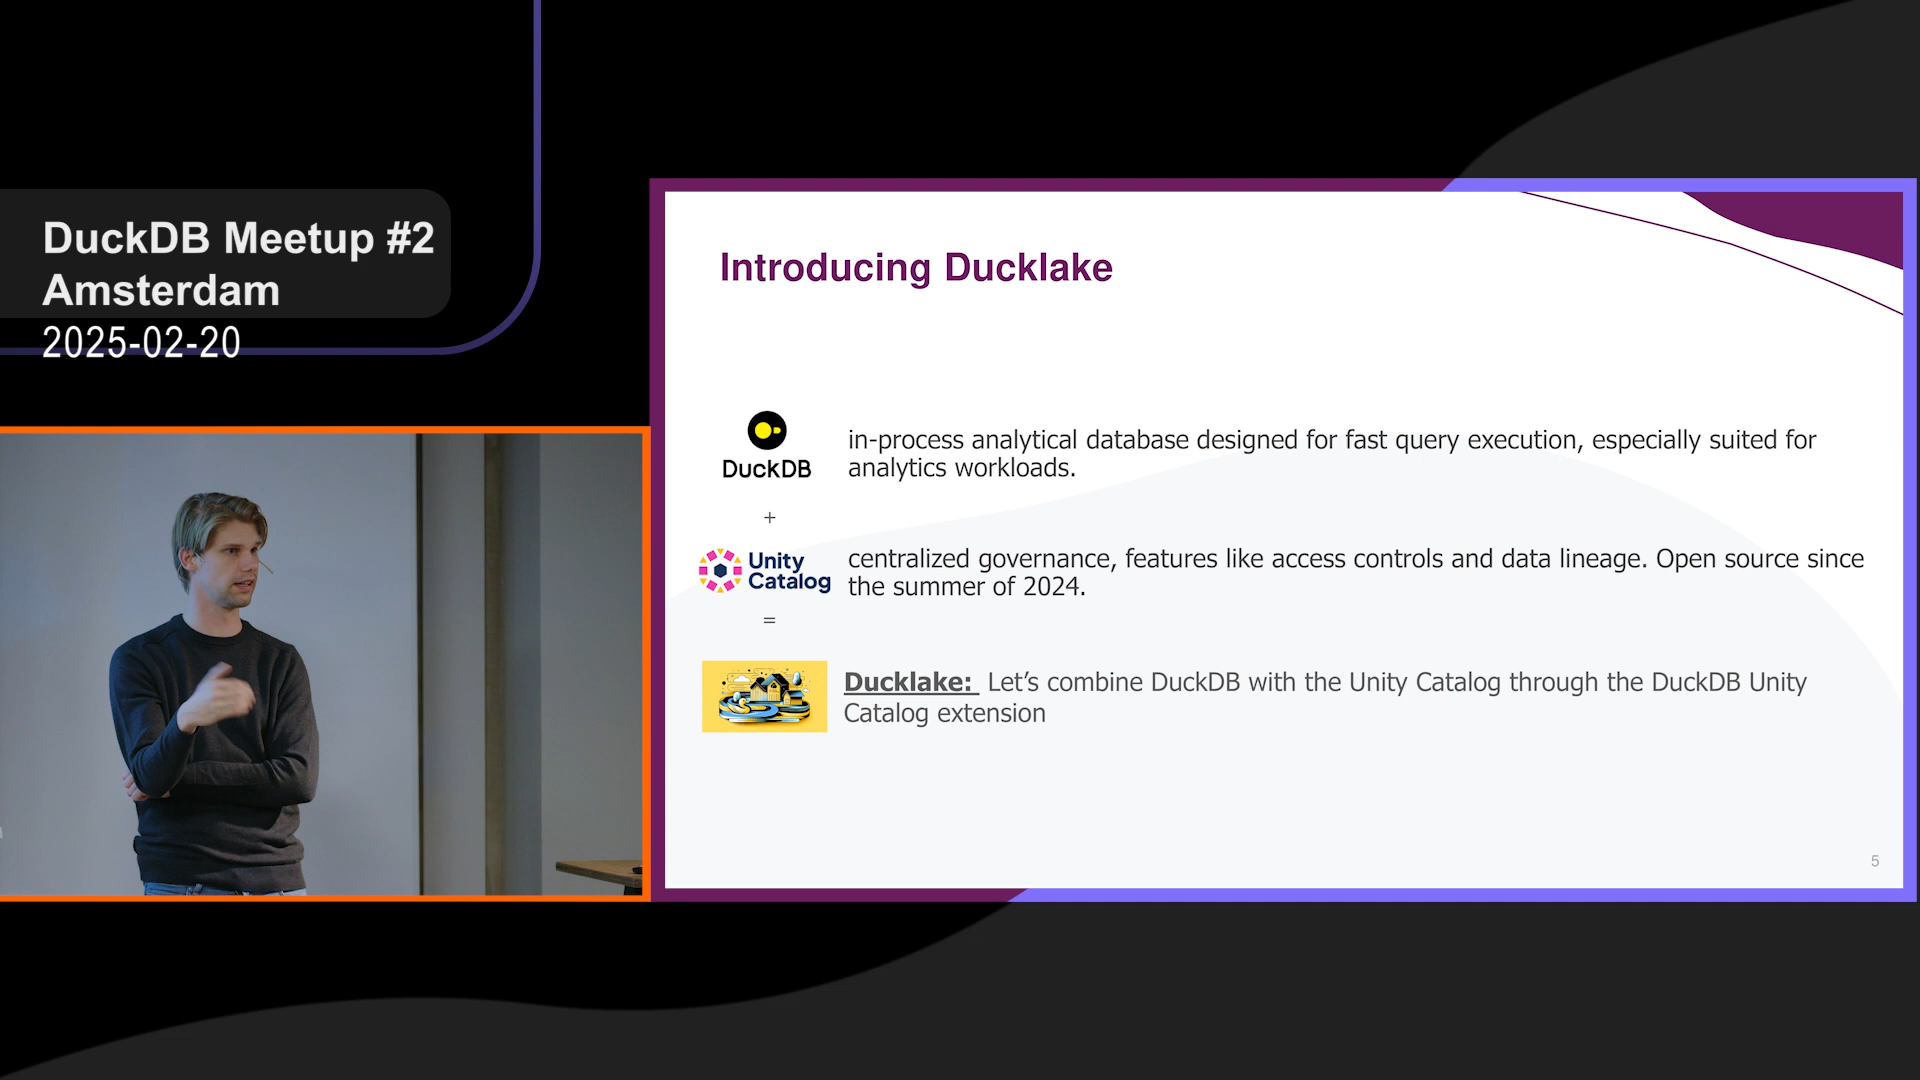 DuckDB Meetup #2
Amsterdam
2025-02-20
Introducing Ducklake
DuckDB
in-process analytical database designed for fast query execution, especially suited for
analytics workloads.
+
Unity
Catalog
centralized governance, features like access controls and data lineage. Open source since
the summer of 2024.
=
Ducklake: Let’s combine DuckDB with the Unity Catalog through the DuckDB Unity
Catalog extension
5